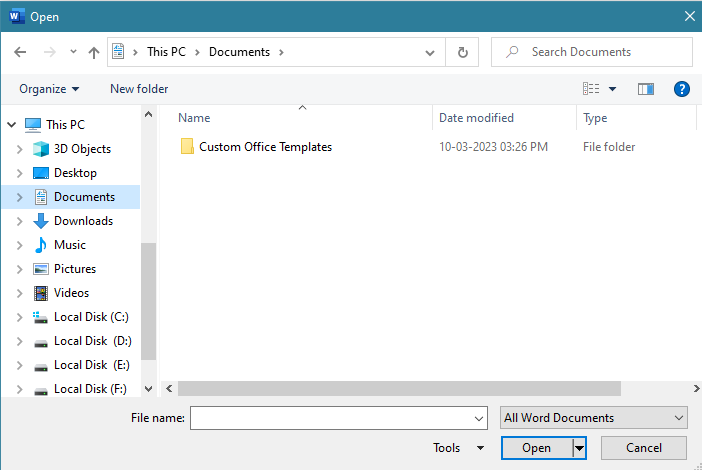 Open
This PC > Documents >
Search Documents
Organize
New folder
?
Name
Date modified
Type
This PC
3D Objects
Desktop
Documents
Downloads
Music
Pictures
Videos
Local Disk (C:)
Local Disk (D:)
Local Disk (E:)
Local Disk (F:)
Custom Office Templates
10-03-2023 03:26 PM
File folder
File name:
All Word Documents
Tools
Open
Cancel